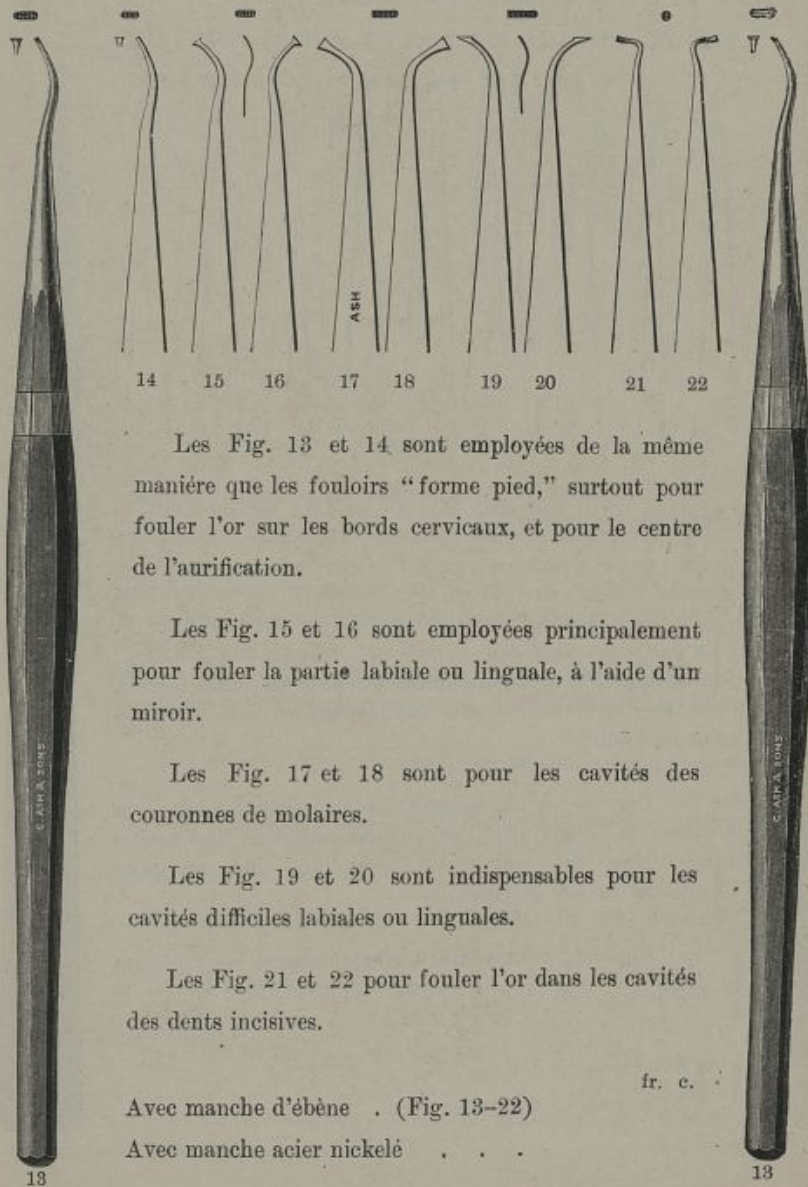 ASH
14 15 16 17 18 19 20 21 22
Les Fig. 13 et 14 sont employées de la même
maniére que les fouloirs “forme pied,” surtout pour
fouler l’or sur les bords cervicaux, et pour le centre
de l’aurification.
Les Fig. 15 et 16 sont employées principalement
pour fouler la partie labiale ou linguale, à l’aide d’un
miroir.
Les Fig. 17 et 18 sont pour les cavités des
couronnes de molaires.
Les Fig. 19 et 20 sont indispensables pour les
cavités difficiles labiales ou linguales.
Les Fig. 21 et 22 pour fouler l’or dans les cavités
des dents incisives.
fr. c.
Avec manche d’ébène . (Fig. 13–22)
Avec manche acier nickelé . . .
C. ASH & SONS
C. ASH & SONS
13
13